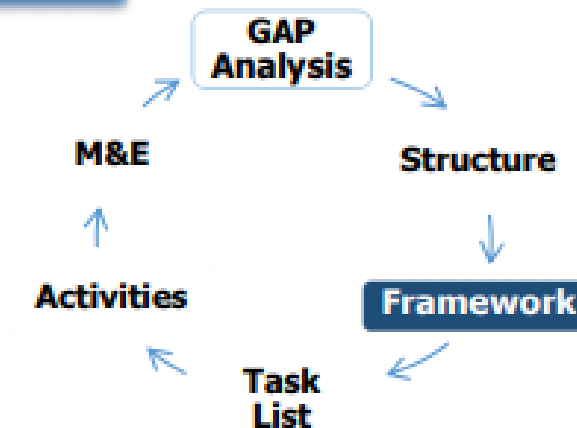 GAP
Analysis
Structure
Framework
Task
List
Activities
M&E